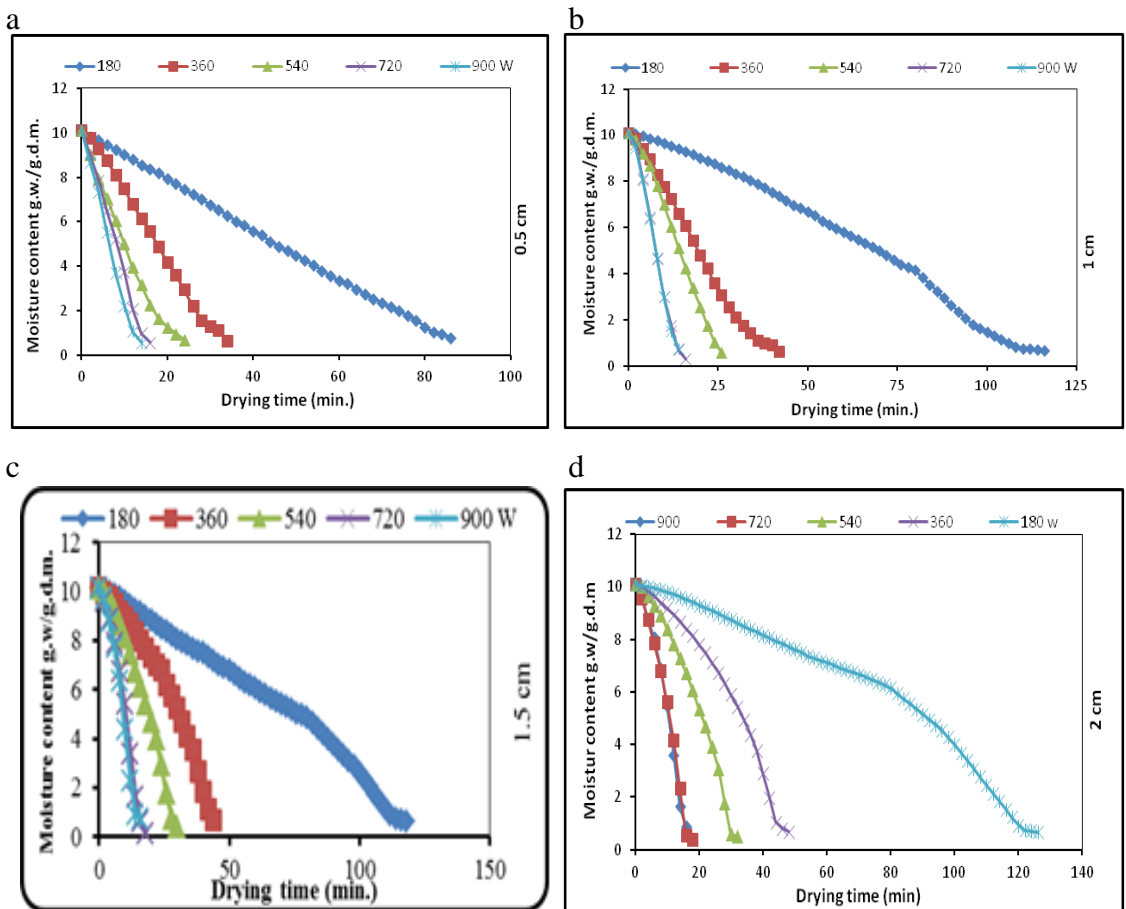 a
180 360 540 720 900 W
12
10
8
6
4
2
0
Moisture content g.w./g.d.m.
0 20 40 60 80 100
Drying time (min.)
0.5 cm
b
180 360 540 720 900 W
12
10
8
6
4
2
0
Moisture content g.w./g.d.m.
0 25 50 75 100 125
Drying time (min.)
1 cm
c
180 360 540 720 900 W
12
10
8
6
4
2
0
Moisture content g.w/g.d.m.
0 50 100 150
Drying time (min.)
1.5 cm
d
900 720 540 360 180 w
12
10
8
6
4
2
0
Moistur content g.w/g.d.m
0 20 40 60 80 100 120 140
Drying time (min)
2 cm